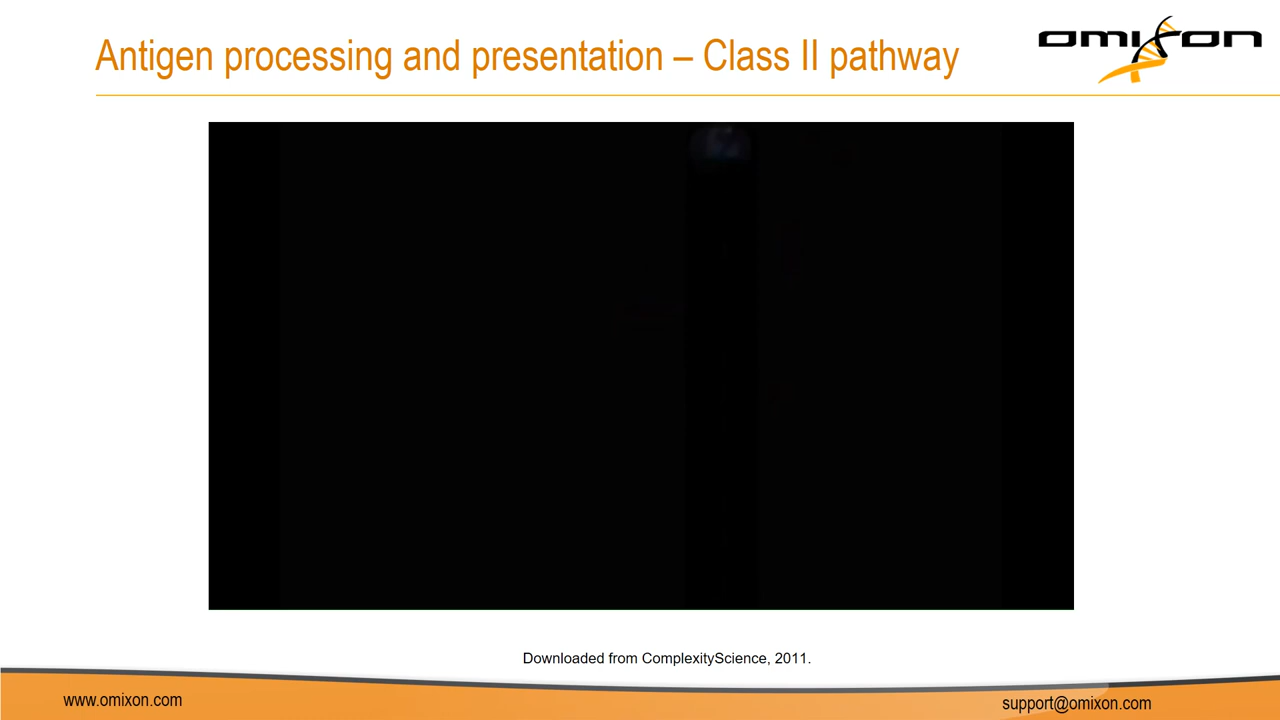 Antigen processing and presentation – Class II pathway
omixon
Downloaded from ComplexityScience, 2011.
www.omixon.com
support@omixon.com